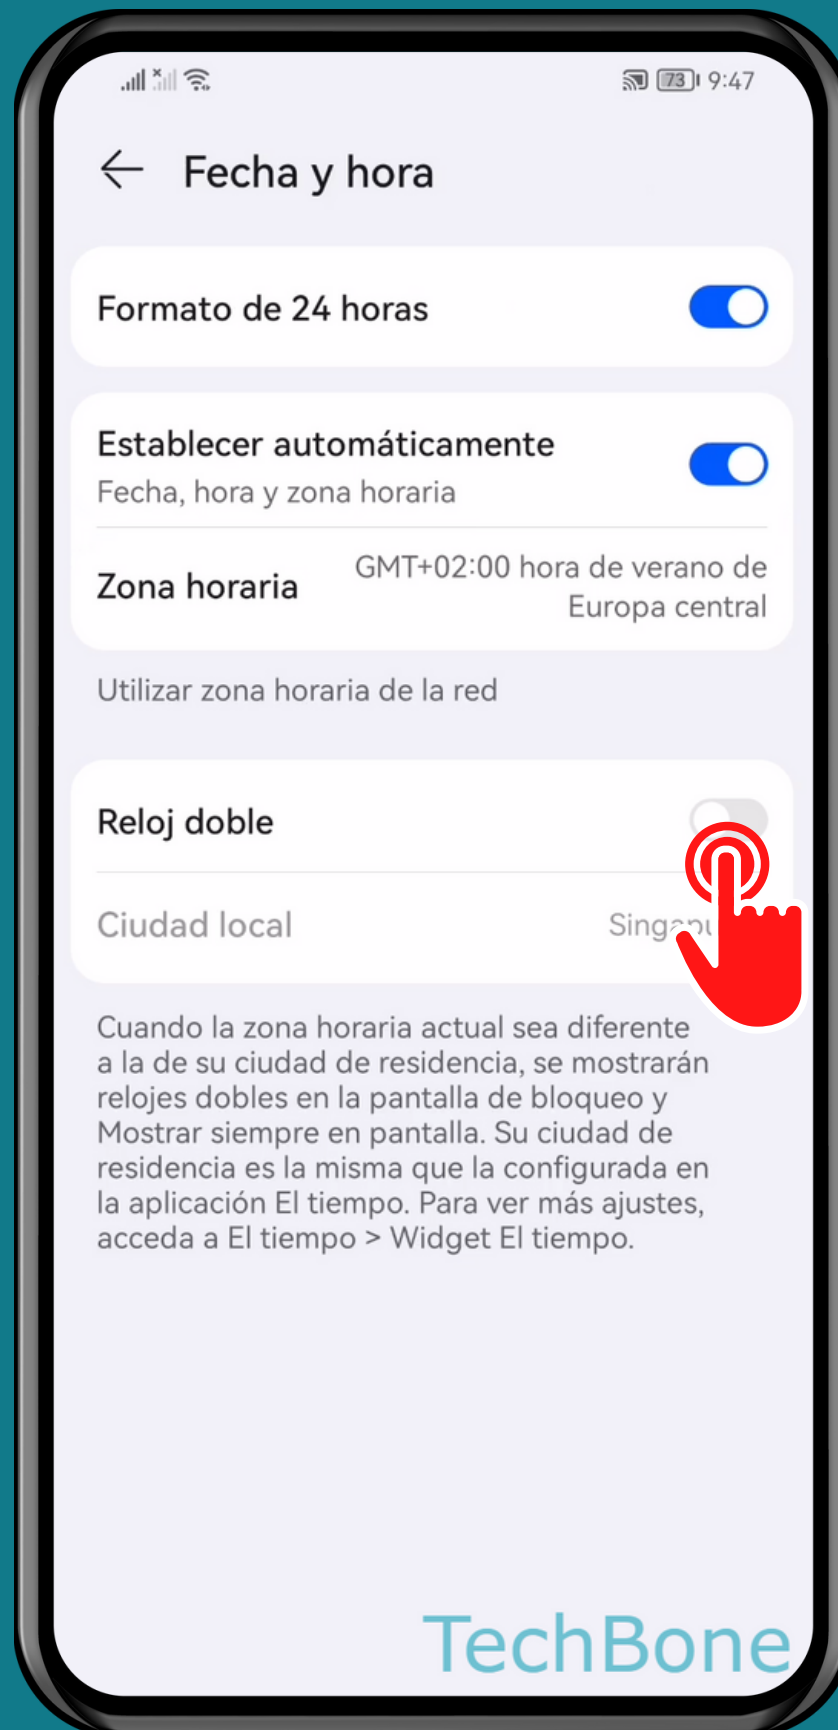 73 9:47
Fecha y hora
Formato de 24 horas
Establecer automáticamente
Fecha, hora y zona horaria
Zona horaria
GMT+02:00 hora de verano de
Europa central
Utilizar zona horaria de la red
Reloj doble
Ciudad local
Cuando la zona horaria actual sea diferente
a la de su ciudad de residencia, se mostrarán
relojes dobles en la pantalla de bloqueo y
Mostrar siempre en pantalla. Su ciudad de
residencia es la misma que la configurada en
la aplicación El tiempo. Para ver más ajustes,
acceda a El tiempo > Widget El tiempo.
TechBone